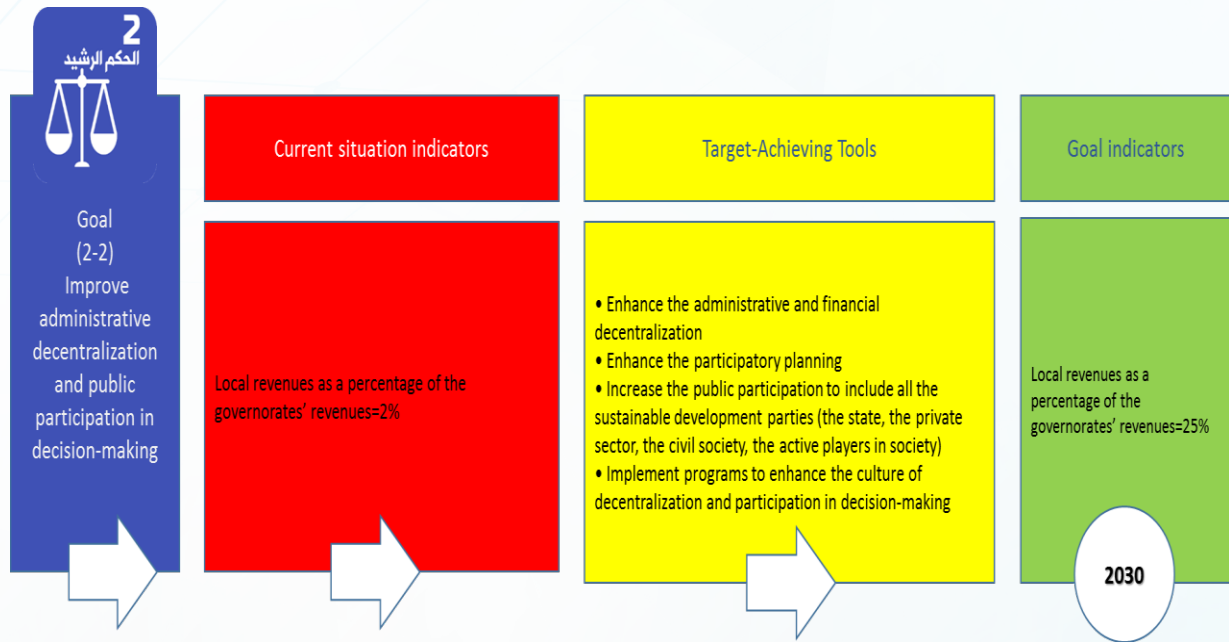 2
الحكم الرشيد
Goal
(2-2)
Improve
administrative
decentralization
and public
participation in
decision-making
Current situation indicators
Local revenues as a percentage of the
governorates’ revenues=2%
Target-Achieving Tools
• Enhance the administrative and financial
decentralization
• Enhance the participatory planning
• Increase the public participation to include all the
sustainable development parties (the state, the private
sector, the civil society, the active players in society)
• Implement programs to enhance the culture of
decentralization and participation in decision-making
Goal indicators
Local revenues as a
percentage of the
governorates’ revenues=25%
2030